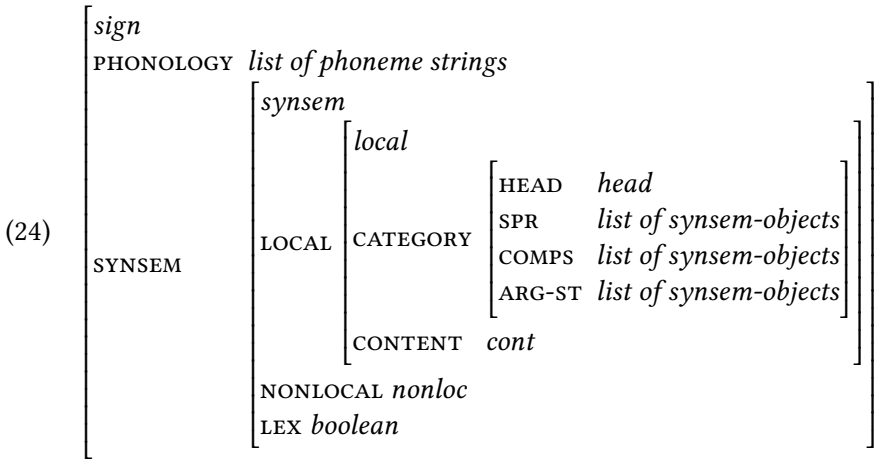 sign
PHONOLOGY list of phoneme strings
synsem
local
HEAD head
SPR list of synsem-objects
(24) SYNSEM LOCAL CATEGORY COMPS list of synsem-objects
ARG-ST list of synsem-objects
CONTENT cont
NONLOCAL nonloc
LEX boolean